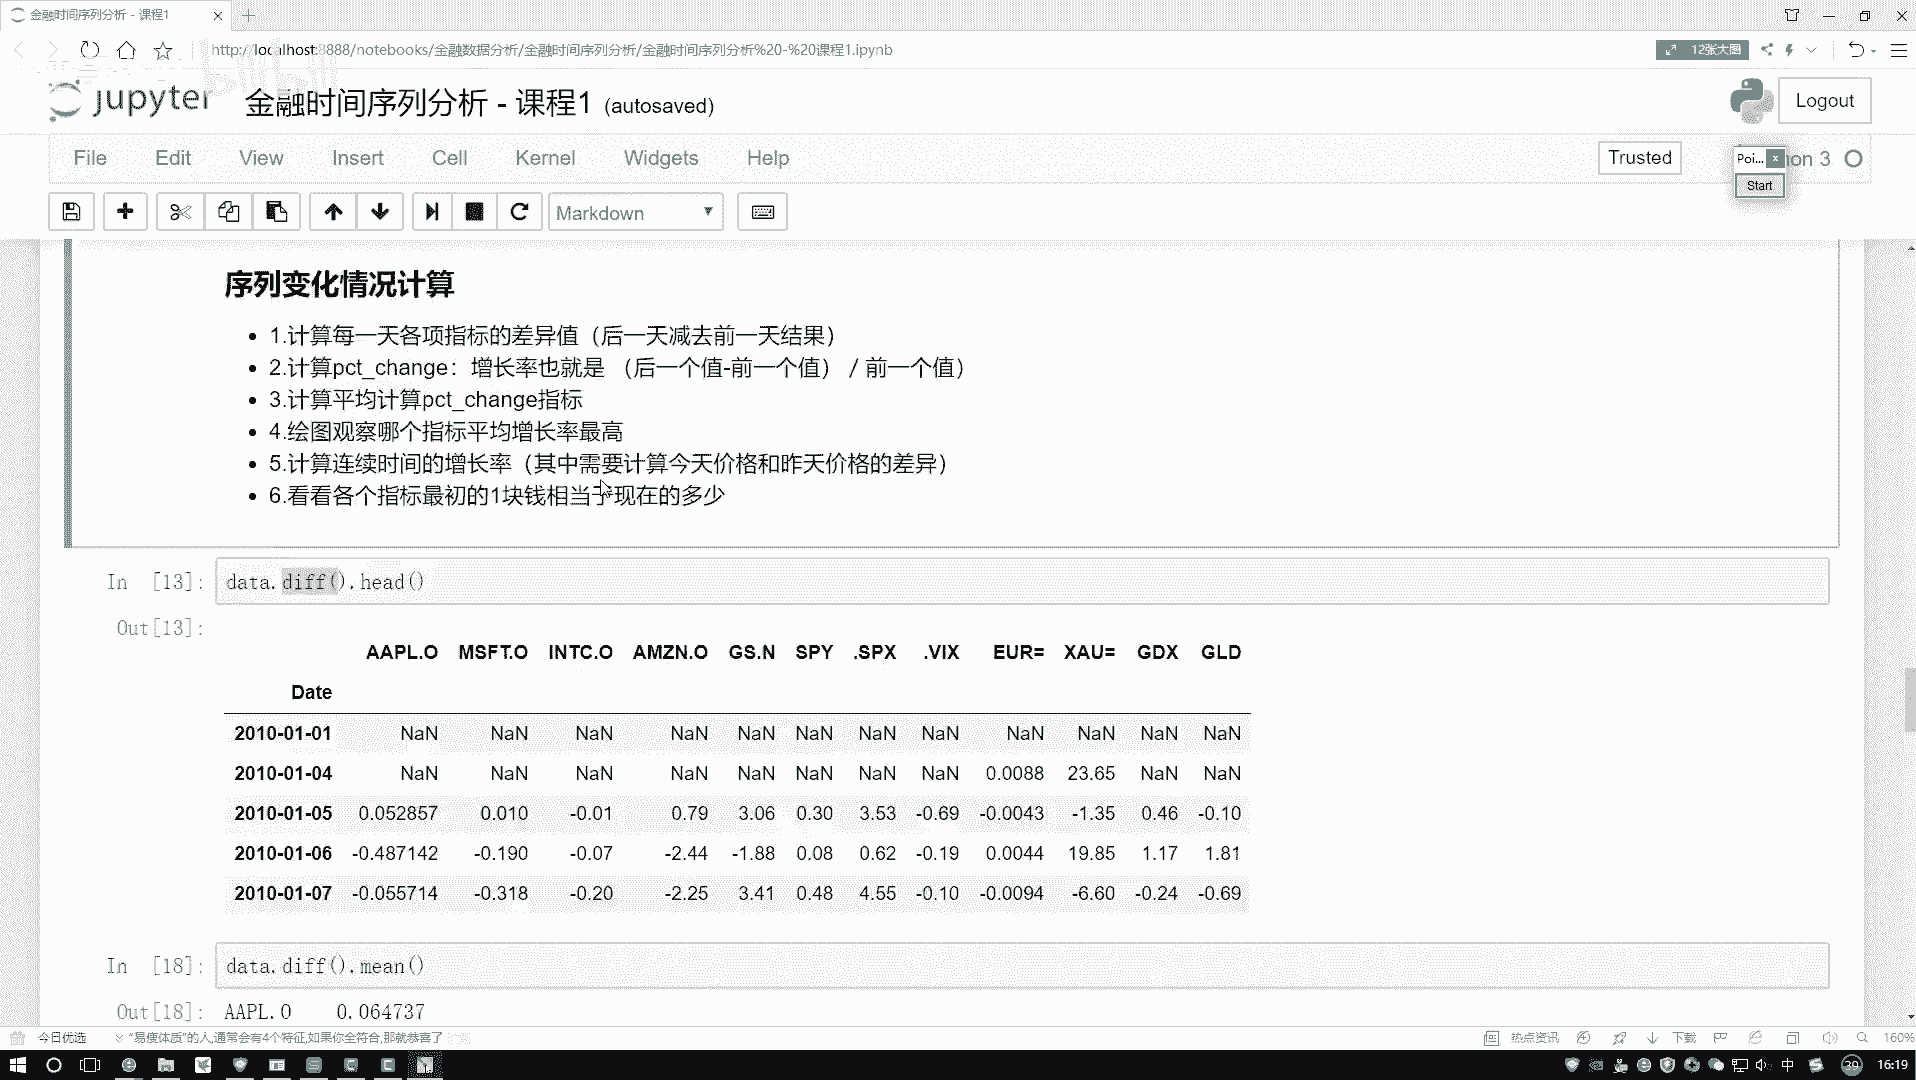 金融时间序列分析 - 课程1
http://localhost:8888/notebooks/金融数据分析/金融时间序列分析/金融时间序列分析%20-%20课程1.ipynb
12张大图
bilibili
jupyter 金融时间序列分析 - 课程1 (autosaved)
Logout
File Edit View Insert Cell Kernel Widgets Help
Trusted
Poi...
on 3
Start
Markdown
序列变化情况计算
1.计算每一天各项指标的差异值（后一天减去前一天结果）
2.计算pct_change：增长率也就是 （后一个值-前一个值） / 前一个值）
3.计算平均计算pct_change指标
4.绘图观察哪个指标平均增长率最高
5.计算连续时间的增长率（其中需要计算今天价格和昨天价格的差异）
6.看看各个指标最初的1块钱相当于现在的多少
In [13]: data.diff().head()
Out[13]:
AAPL.O MSFT.O INTC.O AMZN.O GS.N SPY .SPX .VIX EUR= XAU= GDX GLD
Date
2010-01-01 NaN NaN NaN NaN NaN NaN NaN NaN NaN NaN NaN NaN
2010-01-04 NaN NaN NaN NaN NaN NaN NaN NaN 0.0088 23.65 NaN NaN
2010-01-05 0.052857 0.010 -0.01 0.79 3.06 0.30 3.53 -0.69 -0.0043 -1.35 0.46 -0.10
2010-01-06 -0.487142 -0.190 -0.07 -2.44 -1.88 0.08 0.62 -0.19 0.0044 19.85 1.17 1.81
2010-01-07 -0.055714 -0.318 -0.20 -2.25 3.41 0.48 4.55 -0.10 -0.0094 -6.60 -0.24 -0.69
In [18]: data.diff().mean()
Out[18]: AAPL.O 0.064737
今日优选
“易瘦体质”的人,通常会有4个特征,如果你全符合,那就恭喜了
热点资讯
下载
160%
中
39
16:19